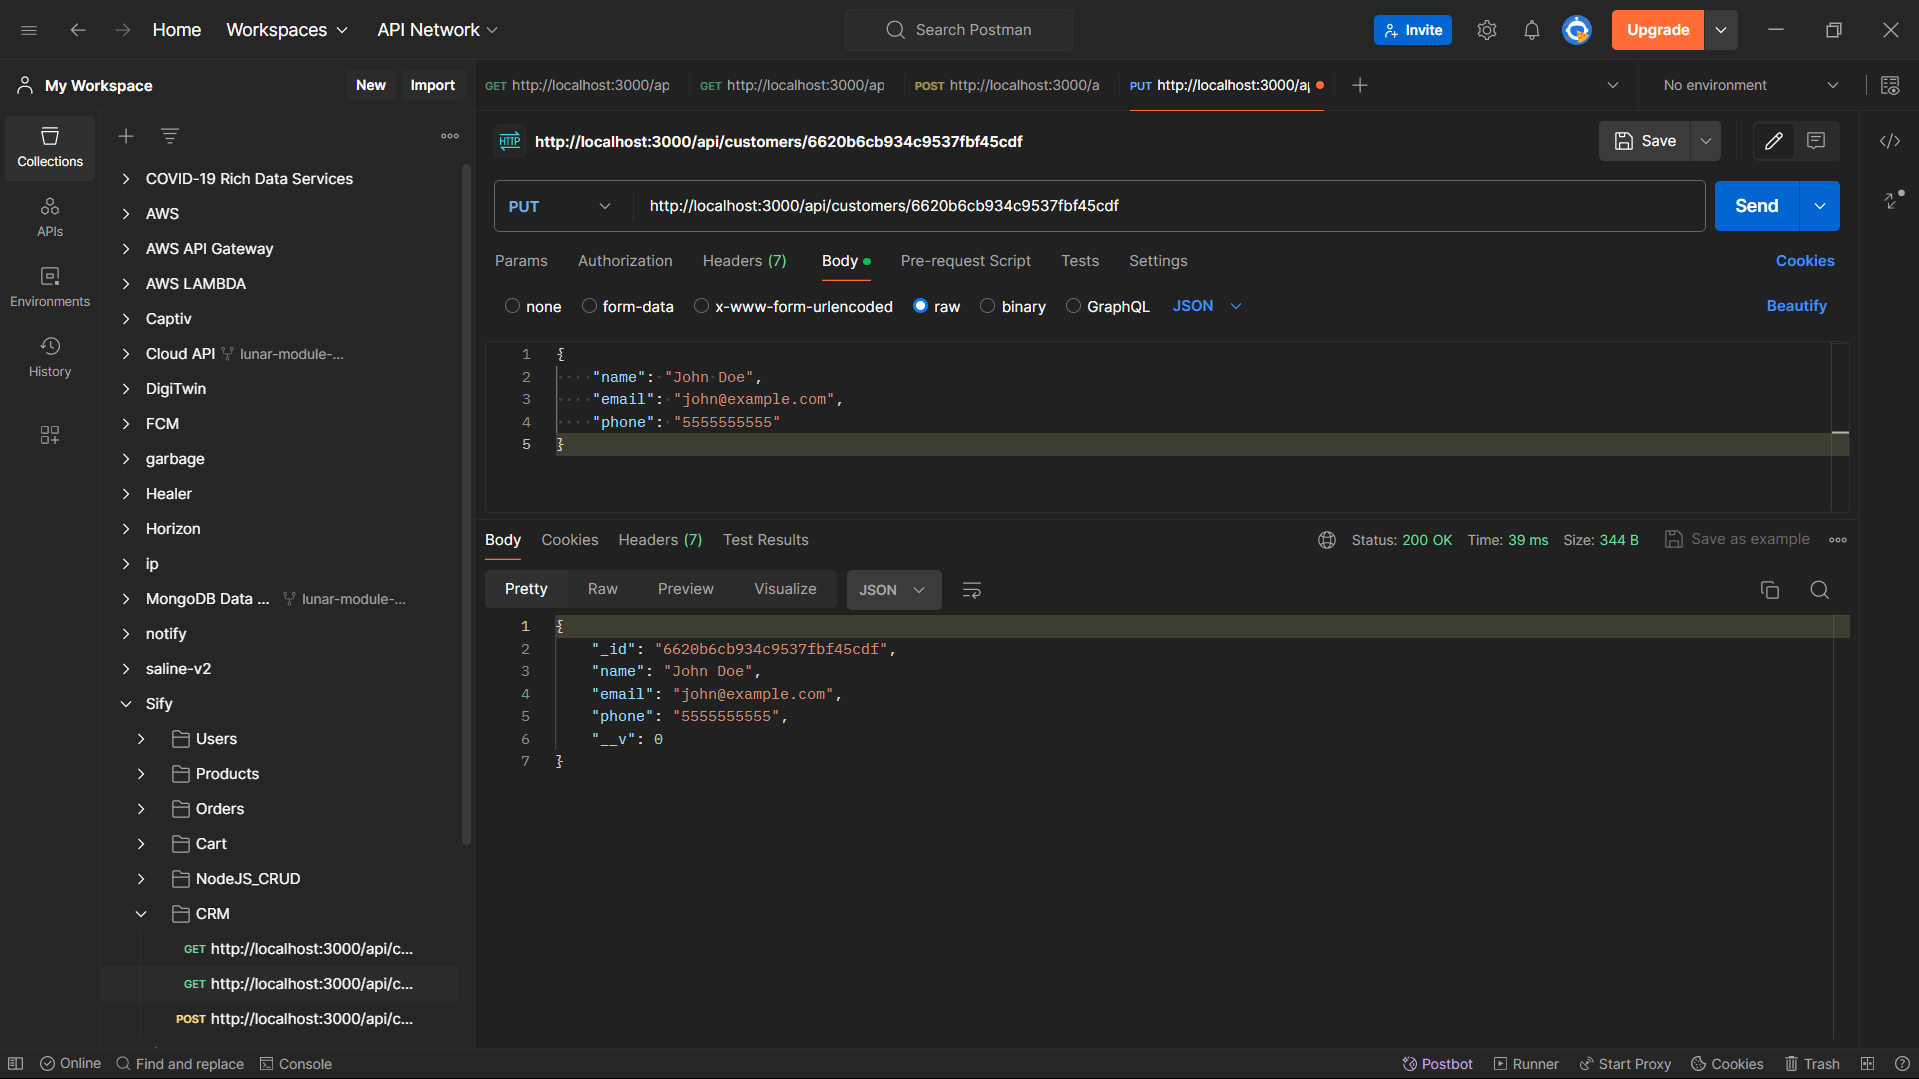 Home Workspaces API Network Search Postman Invite Upgrade
My Workspace New Import GET http://localhost:3000/ap GET http://localhost:3000/ap POST http://localhost:3000/a PUT http://localhost:3000/a No environment
HTTP http://localhost:3000/api/customers/6620b6cb934c9537fbf45cdf Save
Collections
APIs
Environments
History
COVID-19 Rich Data Services
AWS
AWS API Gateway
AWS LAMBDA
Captiv
Cloud API lunar-module-...
DigiTwin
FCM
garbage
Healer
Horizon
ip
MongoDB Data ... lunar-module-...
notify
saline-v2
Sify
Users
Products
Orders
Cart
NodeJS_CRUD
CRM
GET http://localhost:3000/api/c...
GET http://localhost:3000/api/c...
POST http://localhost:3000/api/c...
PUT http://localhost:3000/api/customers/6620b6cb934c9537fbf45cdf Send
Params Authorization Headers (7) Body Pre-request Script Tests Settings Cookies
none form-data x-www-form-urlencoded raw binary GraphQL JSON Beautify
1 {
2 "name": "John Doe",
3 "email": "john@example.com",
4 "phone": "5555555555"
5 }
Body Cookies Headers (7) Test Results Status: 200 OK Time: 39 ms Size: 344 B Save as example
Pretty Raw Preview Visualize JSON
1 {
2 "_id": "6620b6cb934c9537fbf45cdf",
3 "name": "John Doe",
4 "email": "john@example.com",
5 "phone": "5555555555",
6 "__v": 0
7 }
Online Find and replace Console Postbot Runner Start Proxy Cookies Trash